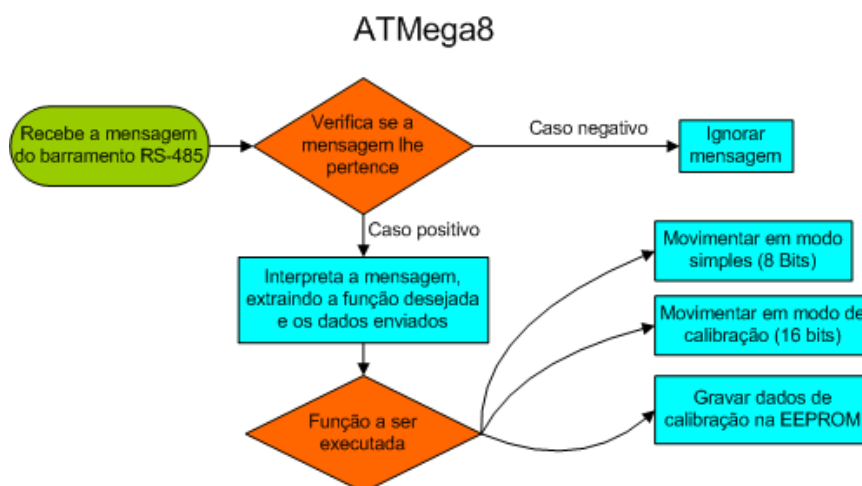 ATMega8
Recebe a mensagem
do barramento RS-485
Verifica se a
mensagem lhe
pertence
Caso negativo
Ignorar
mensagem
Caso positivo
Interpreta a mensagem,
extraindo a função desejada
e os dados enviados
Função a ser
executada
Movimentar em modo
simples (8 Bits)
Movimentar em modo de
calibração (16 bits)
Gravar dados de
calibração na EEPROM